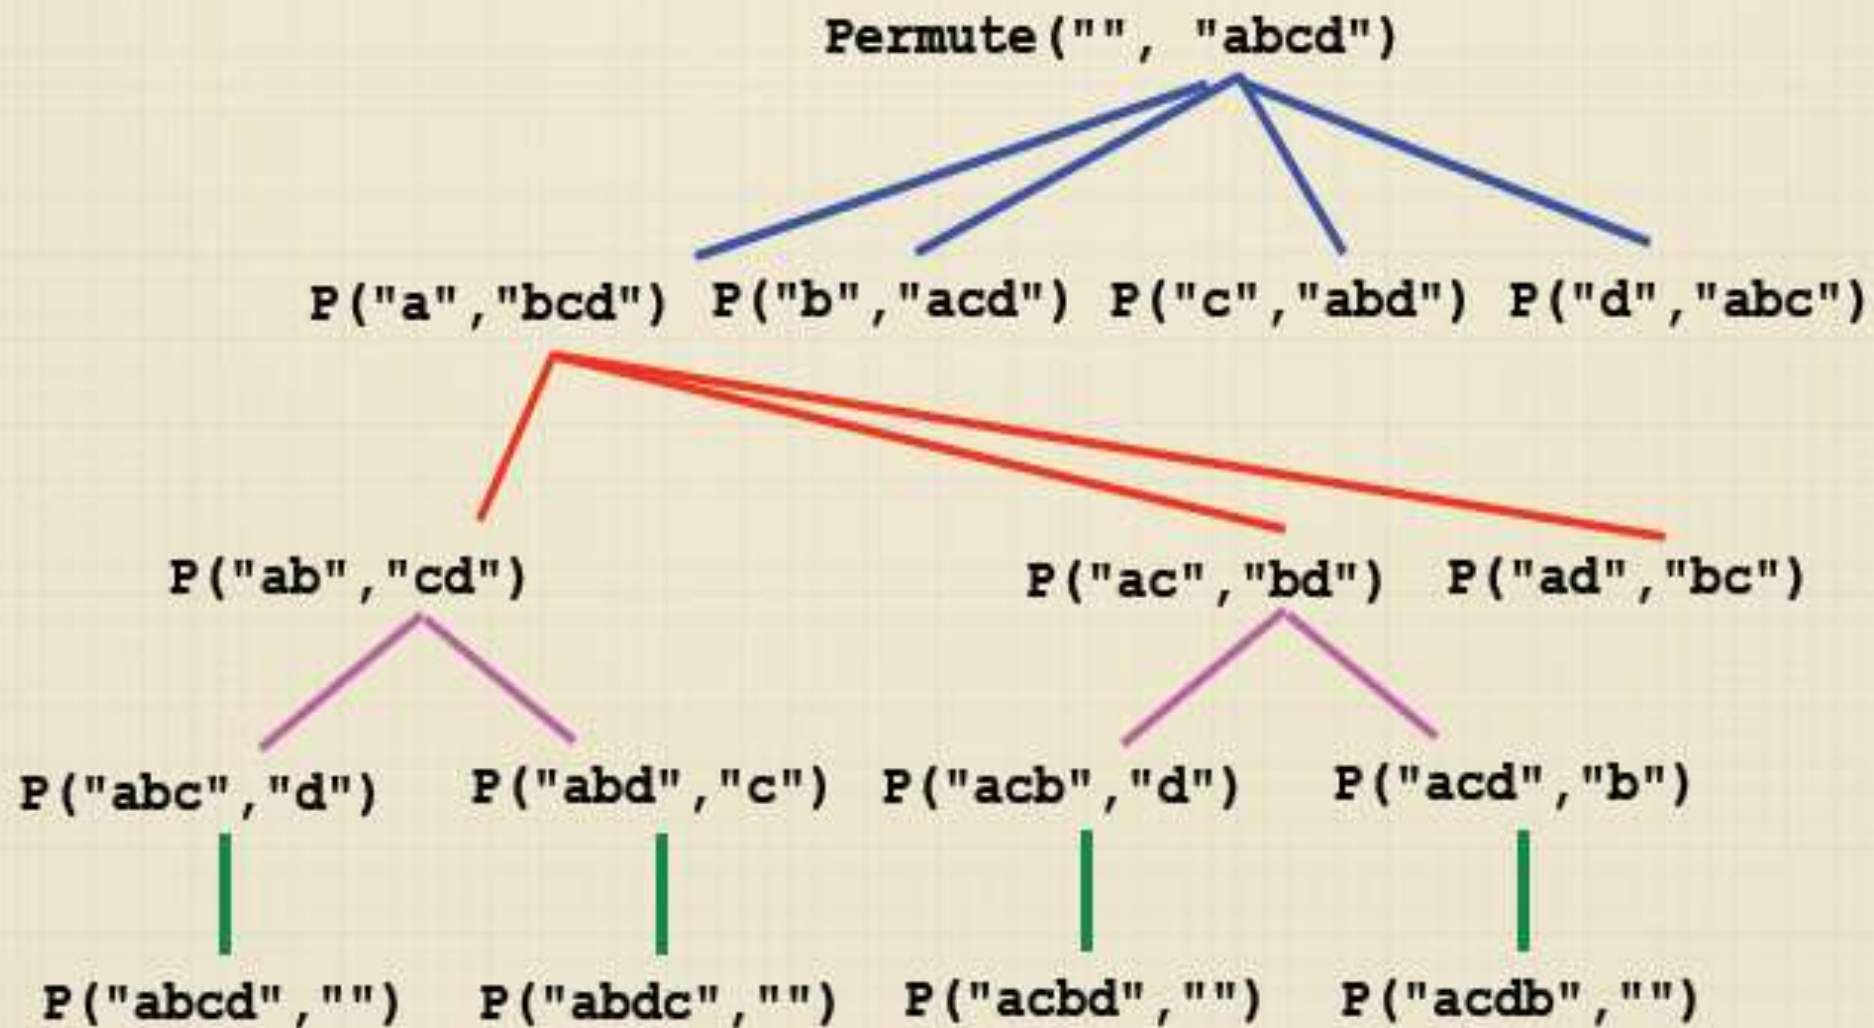 Permute("", "abcd")
P("a","bcd") P("b","acd") P("c","abd") P("d","abc")
P("ab","cd") P("ac","bd") P("ad","bc")
P("abc","d") P("abd","c") P("acb","d") P("acd","b")
P("abcd","") P("abdc","") P("acbd","") P("acdb","")